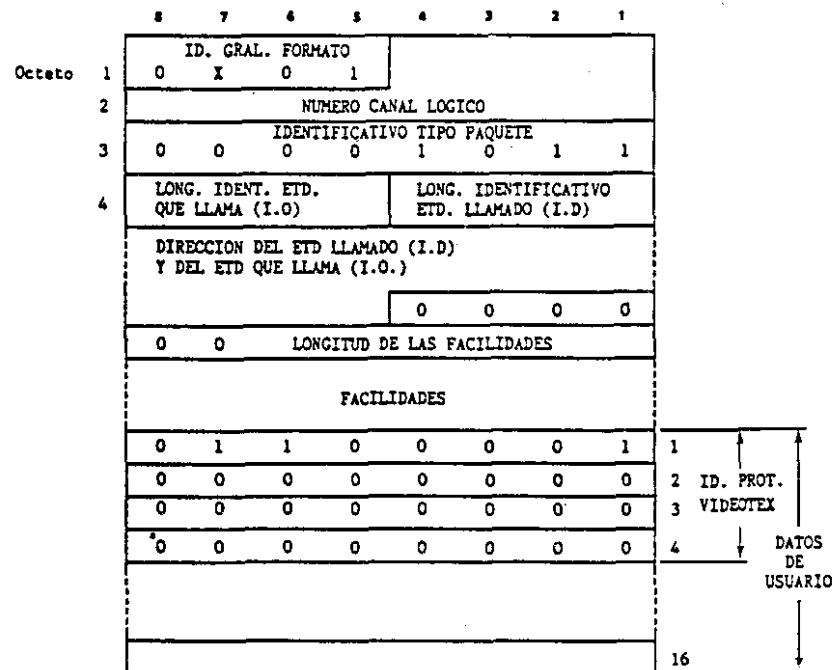 8 7 6 5 4 3 2 1
ID. GRAL. FORMATO
Octeto 1 0 X 0 1
2 NUMERO CANAL LOGICO
IDENTIFICATIVO TIPO PAQUETE
3 0 0 0 0 1 0 1 1
4 LONG. IDENT. ETD. LONG. IDENTIFICATIVO
QUE LLAMA (I.O) ETD. LLAMADO (I.D)
DIRECCION DEL ETD LLAMADO (I.D)
Y DEL ETD QUE LLAMA (I.O.)
0 0 0 0
0 0 LONGITUD DE LAS FACILIDADES
FACILIDADES
0 1 1 0 0 0 0 1 1
0 0 0 0 0 0 0 0 2 ID. PROT.
0 0 0 0 0 0 0 0 3 VIDEOTEX
0 0 0 0 0 0 0 0 4 DATOS
DE
USUARIO
16